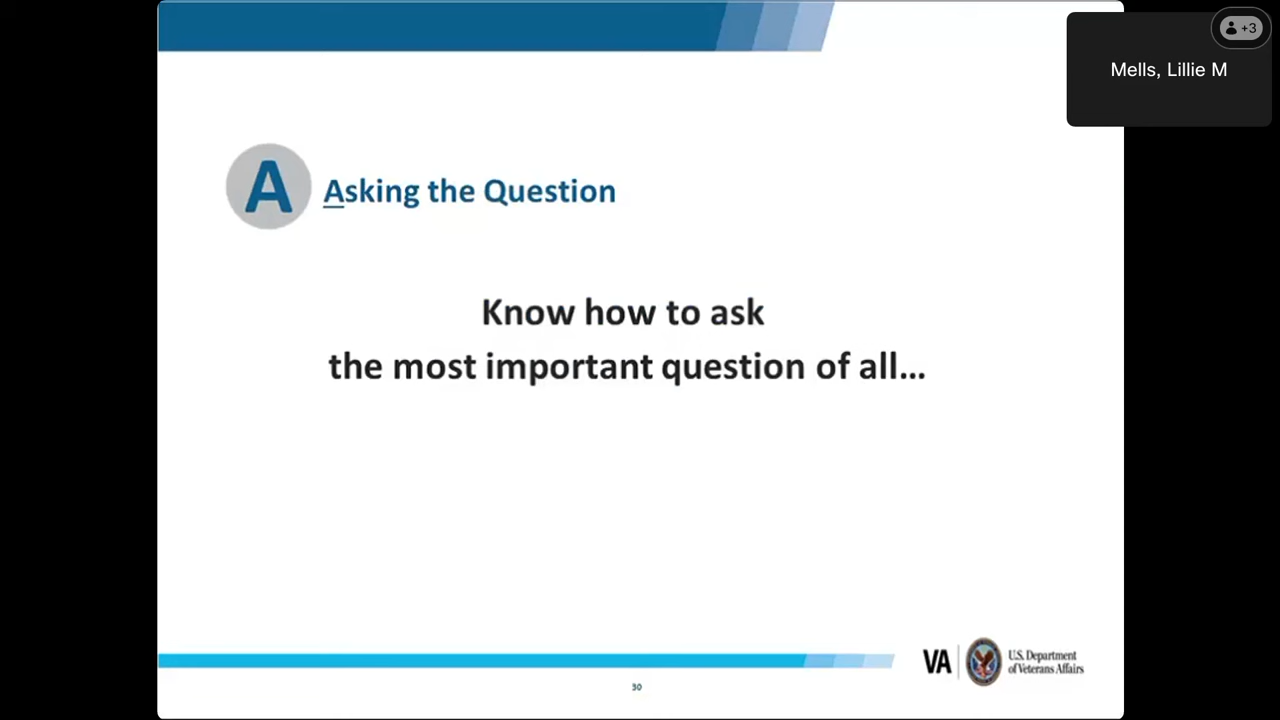 +3
Mells, Lillie M
A
Asking the Question
Know how to ask
the most important question of all...
VA
U.S. Department
of Veterans Affairs
30